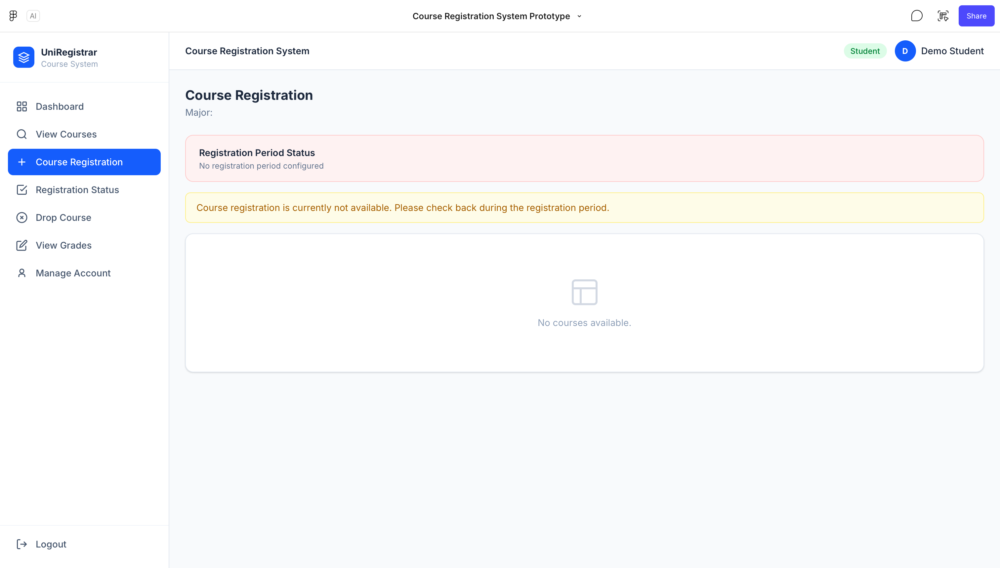 AI
Course Registration System Prototype
Share
UniRegistrar
Course System
Course Registration System
Student
D
Demo Student
Dashboard
View Courses
Course Registration
Registration Status
Drop Course
View Grades
Manage Account
Logout
Course Registration
Major:
Registration Period Status
No registration period configured
Course registration is currently not available. Please check back during the registration period.
No courses available.